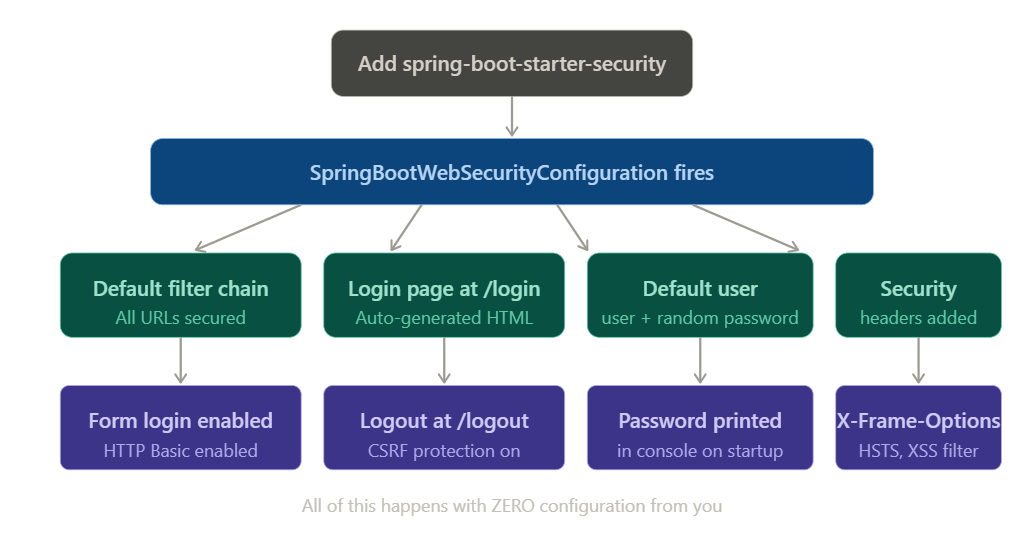 Add spring-boot-starter-security
SpringBootWebSecurityConfiguration fires
Default filter chain
All URLs secured
Login page at /login
Auto-generated HTML
Default user
user + random password
Security
headers added
Form login enabled
HTTP Basic enabled
Logout at /logout
CSRF protection on
Password printed
in console on startup
X-Frame-Options
HSTS, XSS filter
All of this happens with ZERO configuration from you